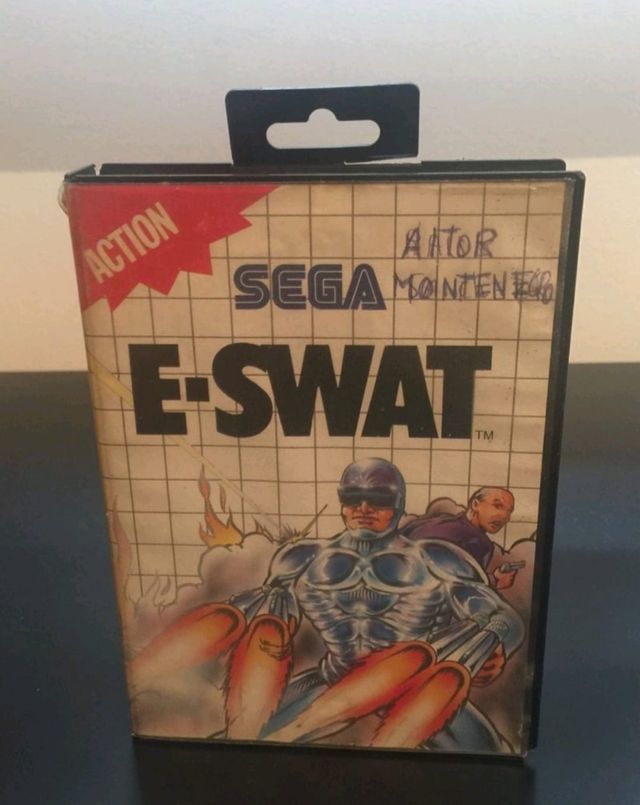 ACTION
AITOR
SEGA
MONTENEGRO
E-SWAT
TM